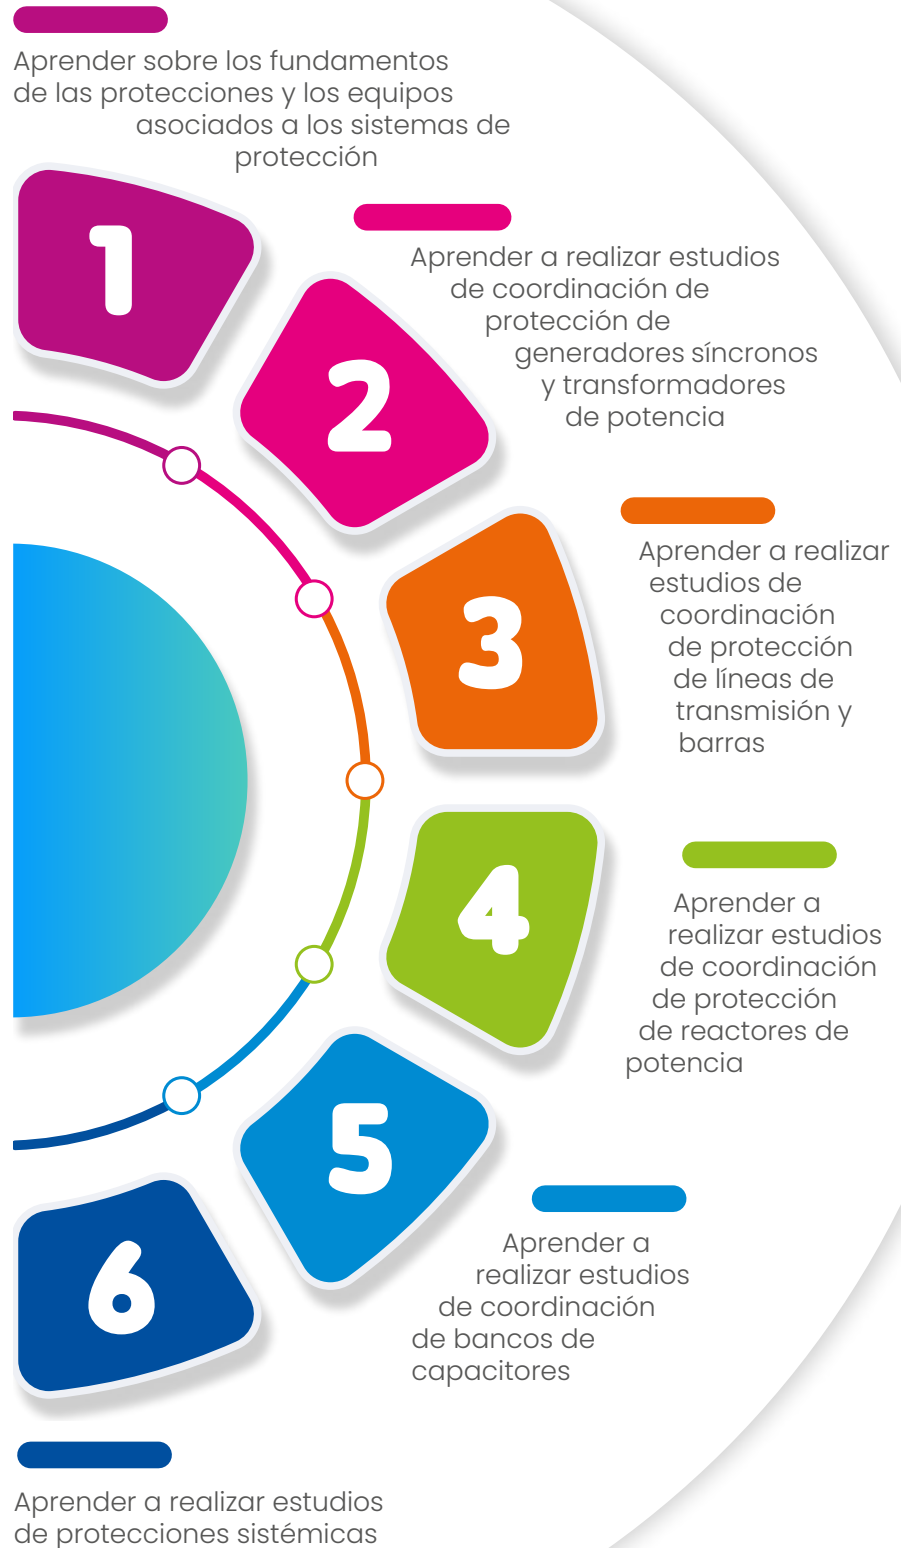 Aprender sobre los fundamentos
de las protecciones y los equipos
asociados a los sistemas de
protección
1
Aprender a realizar estudios
de coordinación de
protección de
generadores síncronos
y transformadores
de potencia
2
Aprender a realizar
estudios de
coordinación
de protección
de líneas de
transmisión y
barras
3
Aprender a
realizar estudios
de coordinación
de protección
de reactores de
potencia
4
Aprender a
realizar estudios
de coordinación
de bancos de
capacitores
5
6
Aprender a realizar estudios
de protecciones sistémicas